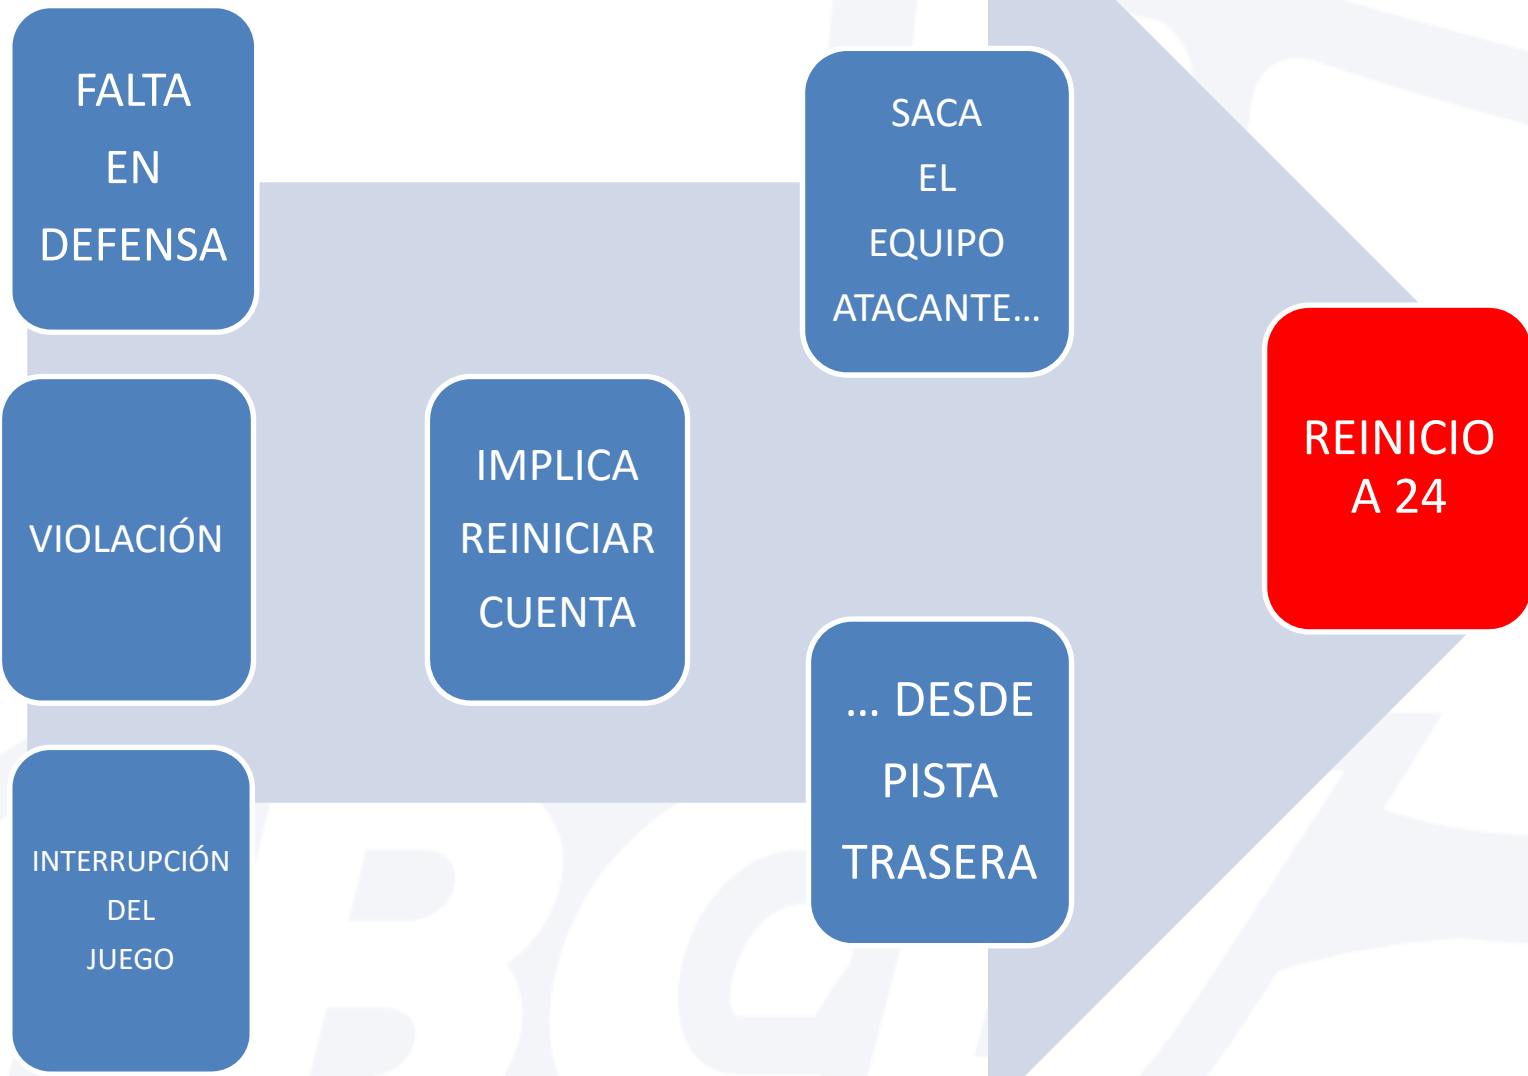 FALTA
EN
DEFENSA
VIOLACIÓN
INTERRUPCIÓN
DEL
JUEGO
IMPLICA
REINICIAR
CUENTA
SACA
EL
EQUIPO
ATACANTE...
... DESDE
PISTA
TRASERA
REINICIO
A 24